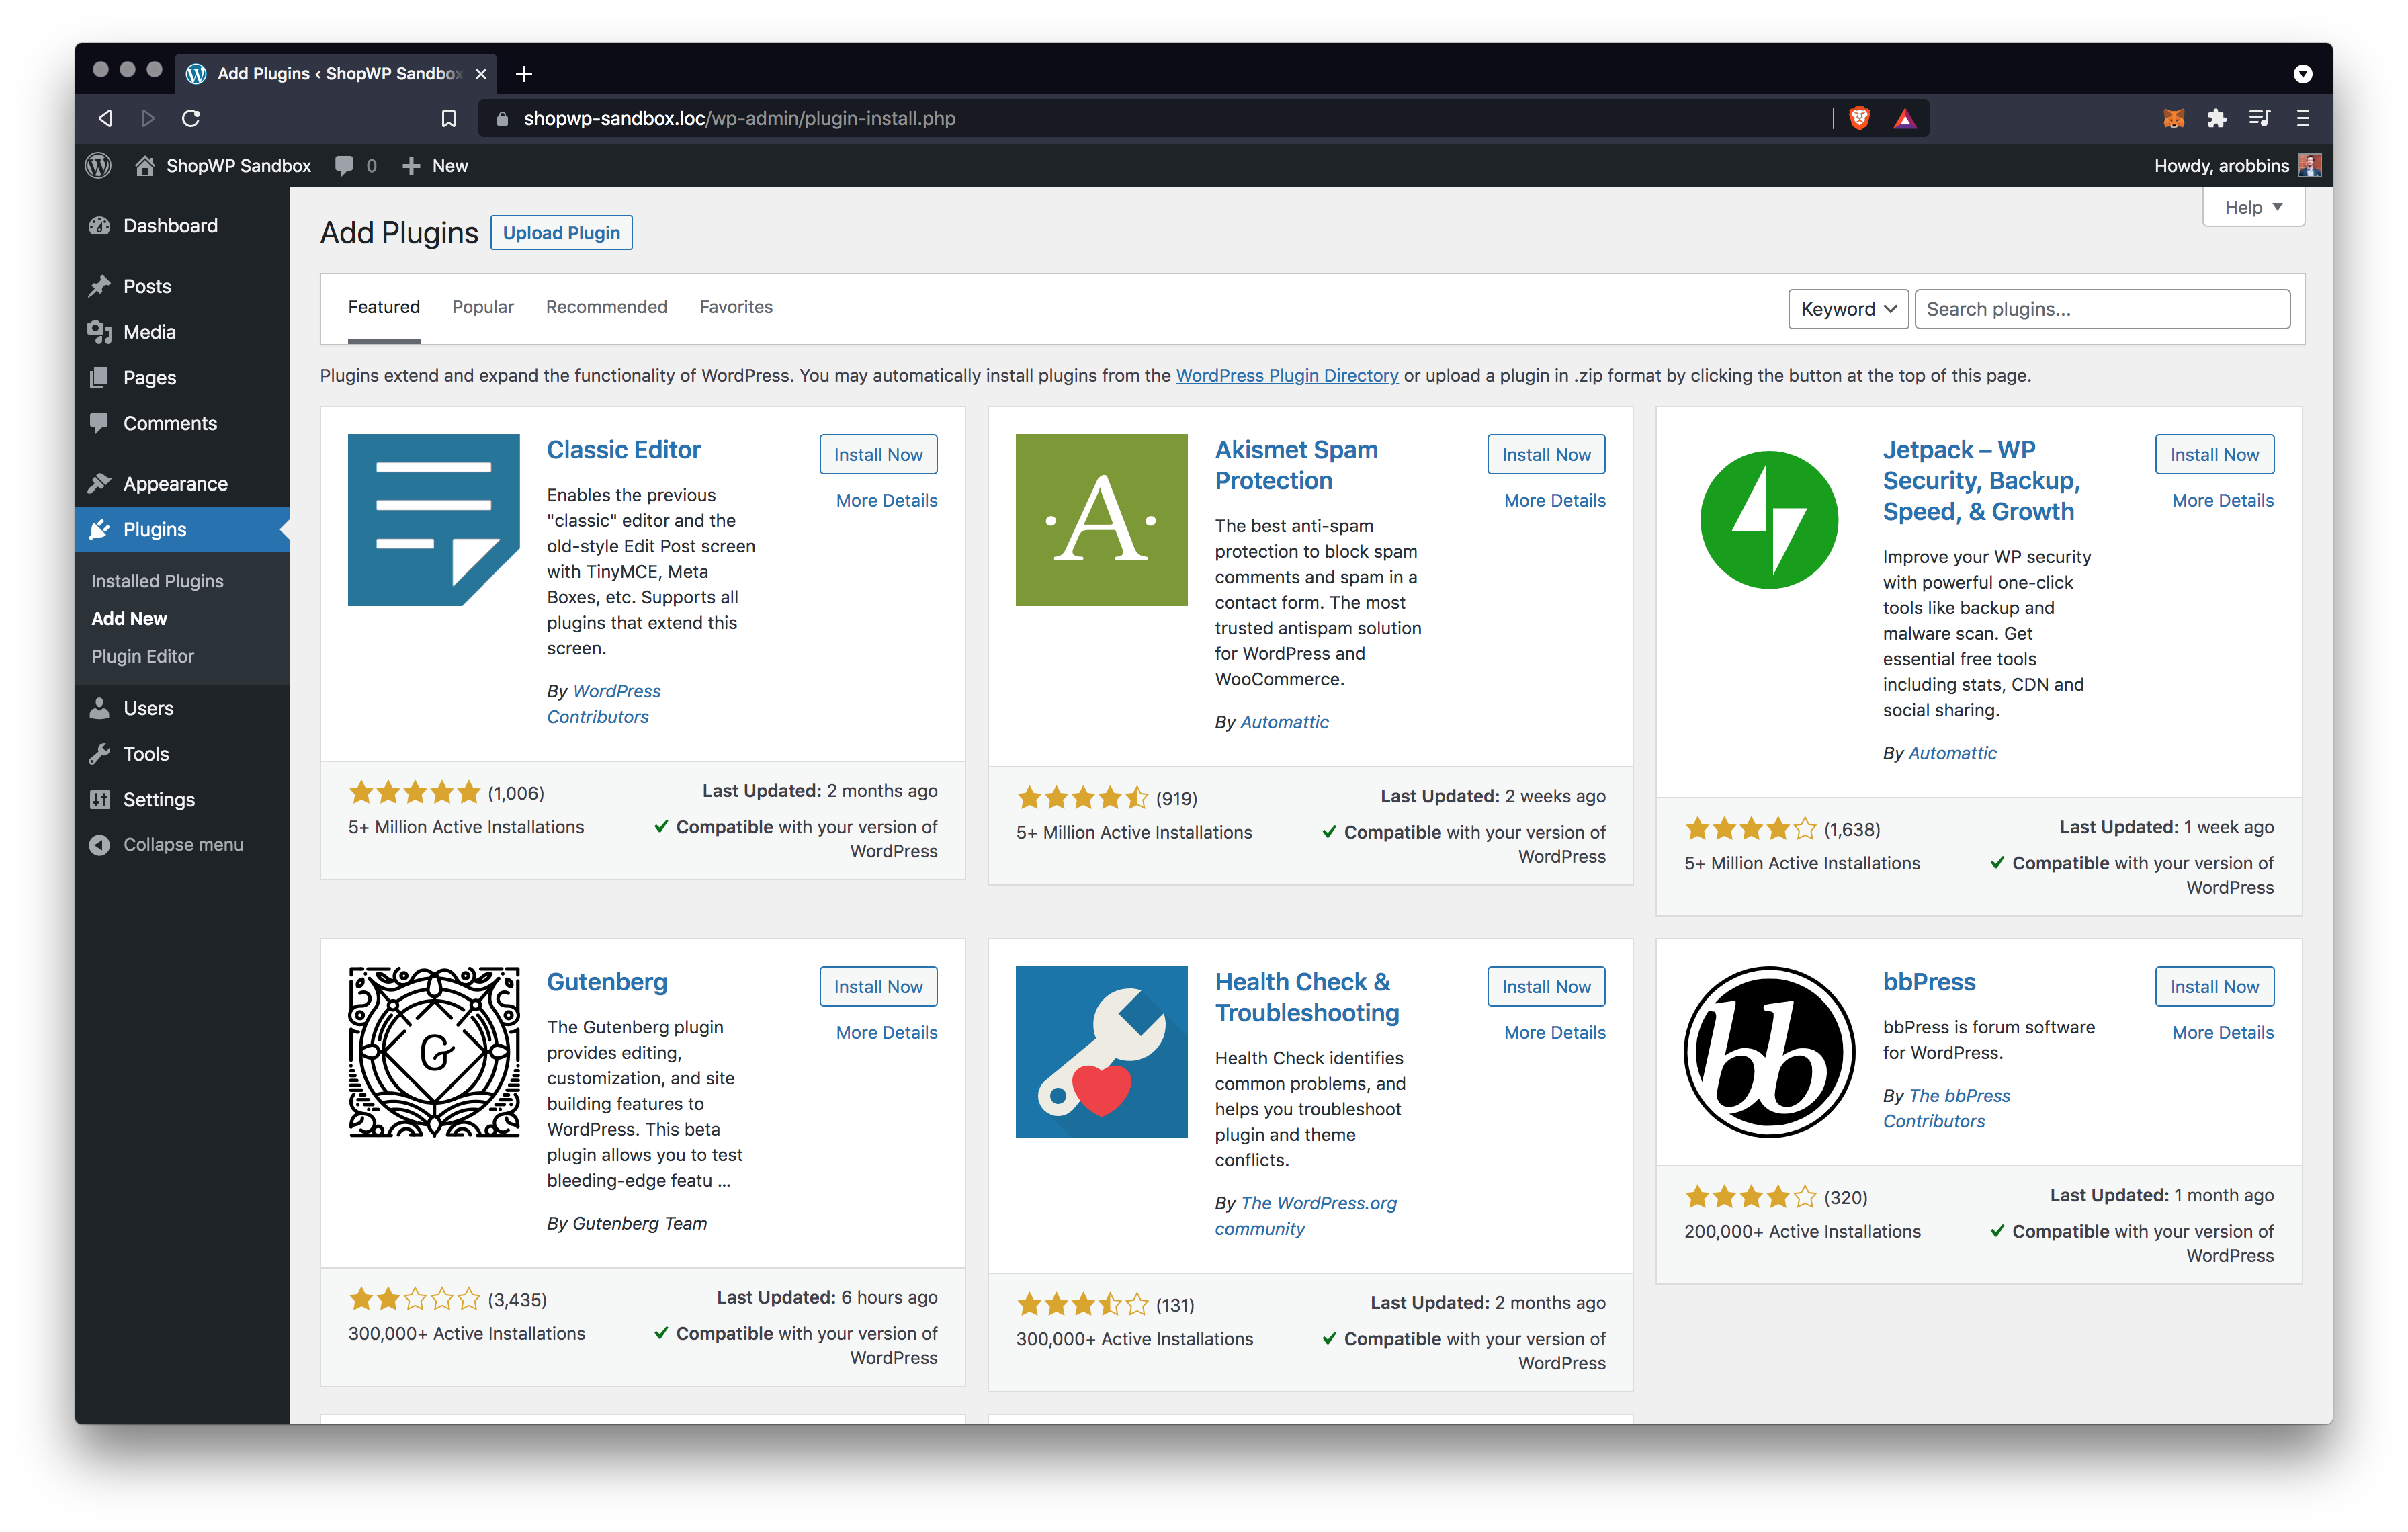 Add Plugins ‹ ShopWP Sandbox
shopwp-sandbox.loc/wp-admin/plugin-install.php
ShopWP Sandbox
0
New
Howdy, arobbins
Dashboard
Posts
Media
Pages
Comments
Appearance
Plugins
Installed Plugins
Add New
Plugin Editor
Users
Tools
Settings
Collapse menu
Help
Add Plugins
Upload Plugin
Featured
Popular
Recommended
Favorites
Keyword
Search plugins...
Plugins extend and expand the functionality of WordPress. You may automatically install plugins from the WordPress Plugin Directory or upload a plugin in .zip format by clicking the button at the top of this page.
Classic Editor
Install Now
More Details
Enables the previous
"classic" editor and the
old-style Edit Post screen
with TinyMCE, Meta
Boxes, etc. Supports all
plugins that extend this
screen.
By WordPress
Contributors
(1,006)
Last Updated: 2 months ago
5+ Million Active Installations
Compatible with your version of
WordPress
A
Akismet Spam
Protection
Install Now
More Details
The best anti-spam
protection to block spam
comments and spam in a
contact form. The most
trusted antispam solution
for WordPress and
WooCommerce.
By Automattic
(919)
Last Updated: 2 weeks ago
5+ Million Active Installations
Compatible with your version of
WordPress
Jetpack – WP
Security, Backup,
Speed, & Growth
Install Now
More Details
Improve your WP security
with powerful one-click
tools like backup and
malware scan. Get
essential free tools
including stats, CDN and
social sharing.
By Automattic
(1,638)
Last Updated: 1 week ago
5+ Million Active Installations
Compatible with your version of
WordPress
G
Gutenberg
Install Now
More Details
The Gutenberg plugin
provides editing,
customization, and site
building features to
WordPress. This beta
plugin allows you to test
bleeding-edge featu ...
By Gutenberg Team
(3,435)
Last Updated: 6 hours ago
300,000+ Active Installations
Compatible with your version of
WordPress
Health Check &
Troubleshooting
Install Now
More Details
Health Check identifies
common problems, and
helps you troubleshoot
plugin and theme
conflicts.
By The WordPress.org
community
(131)
Last Updated: 2 months ago
300,000+ Active Installations
Compatible with your version of
WordPress
bb
bbPress
Install Now
More Details
bbPress is forum software
for WordPress.
By The bbPress
Contributors
(320)
Last Updated: 1 month ago
200,000+ Active Installations
Compatible with your version of
WordPress